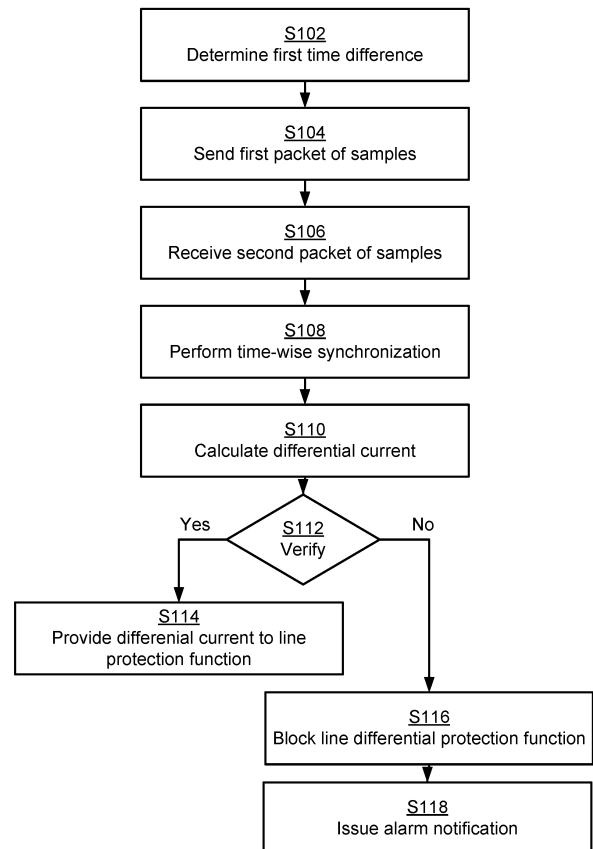 S102
Determine first time difference
S104
Send first packet of samples
S106
Receive second packet of samples
S108
Perform time-wise synchronization
S110
Calculate differential current
Yes
S112
Verify
No
S114
Provide differenial current to line
protection function
S116
Block line differential protection function
S118
Issue alarm notification